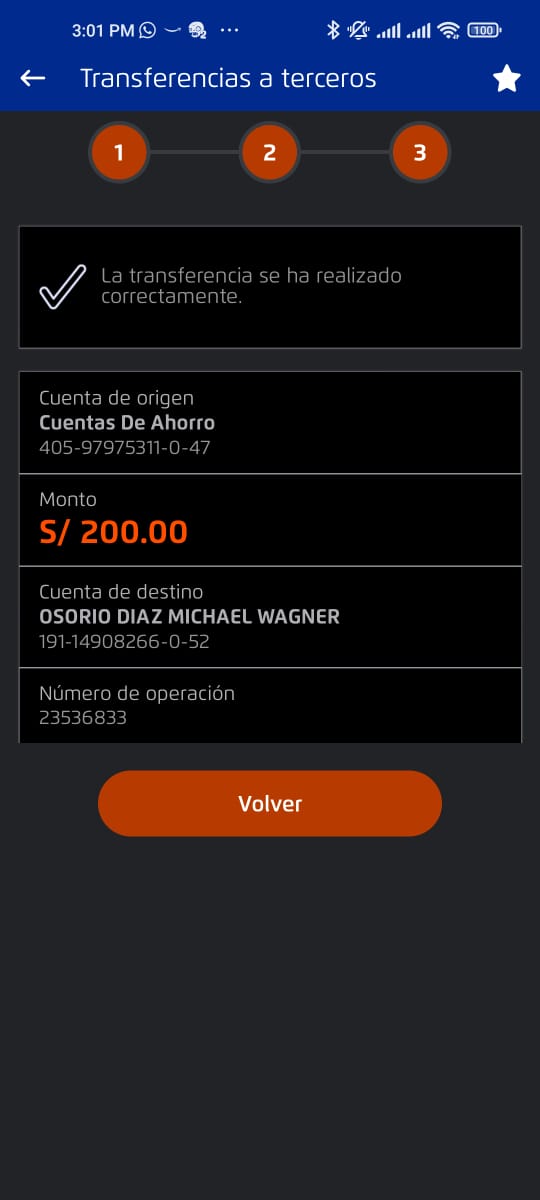 3:01 PM
100
Transferencias a terceros
1 2 3
La transferencia se ha realizado
correctamente.
Cuenta de origen
Cuentas De Ahorro
405-97975311-0-47
Monto
S/ 200.00
Cuenta de destino
OSORIO DIAZ MICHAEL WAGNER
191-14908266-0-52
Número de operación
23536833
Volver